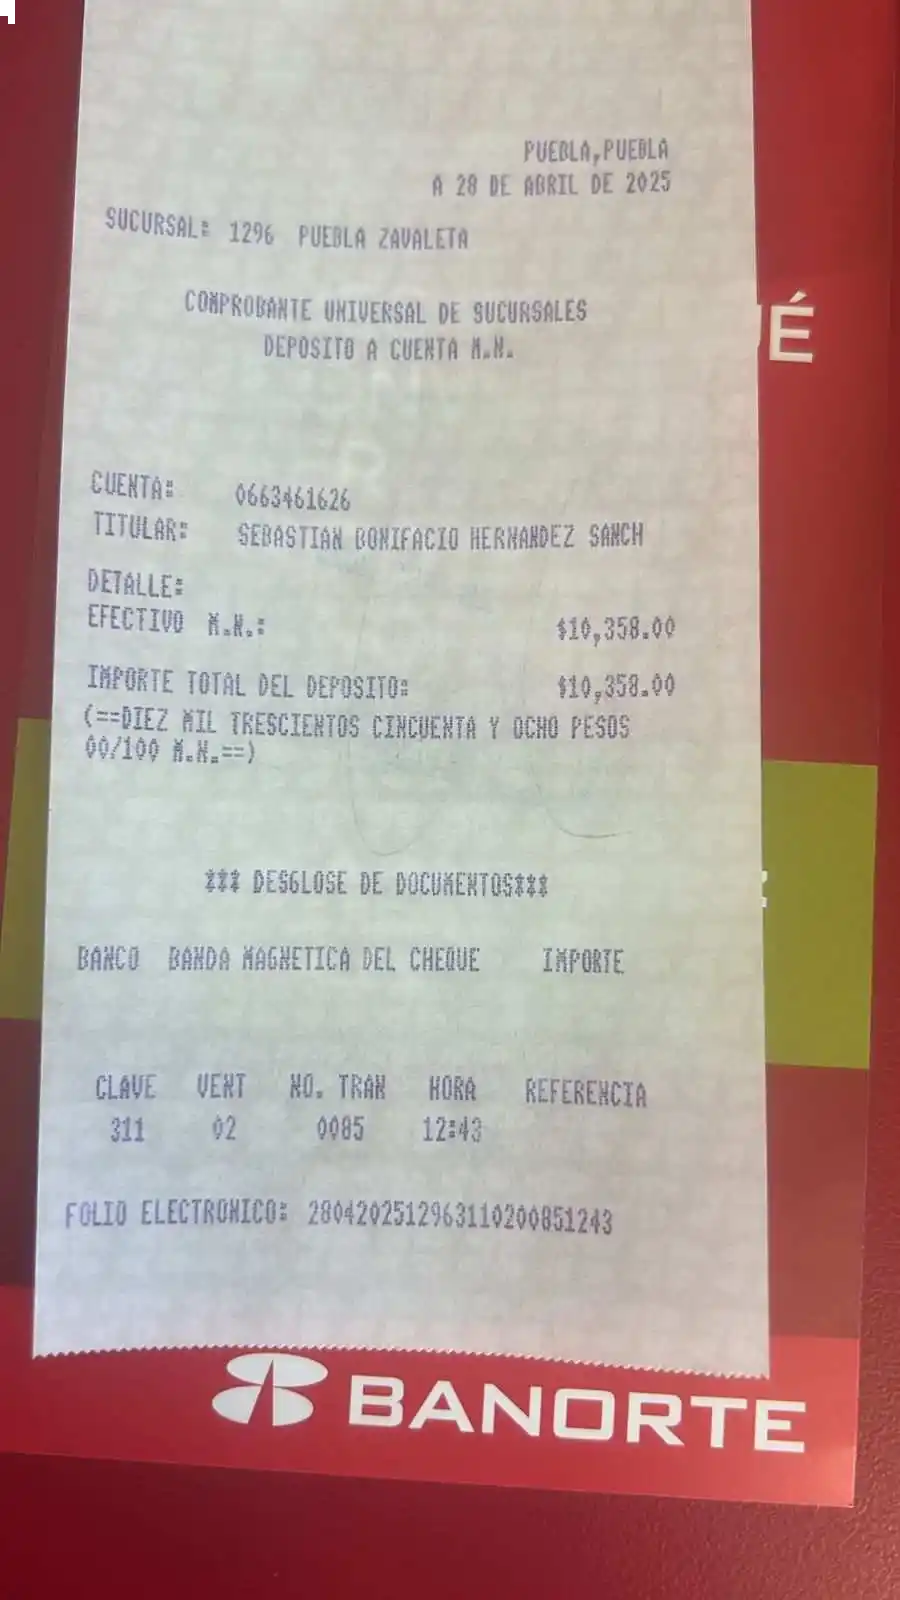 PUEBLA,PUEBLA
A 28 DE ABRIL DE 2025
SUCURSAL: 1296 PUEBLA ZAVALETA
COMPROBANTE UNIVERSAL DE SUCURSALES
DEPOSITO A CUENTA M.N.
CUENTA: 0663461626
TITULAR: SEBASTIAN BONIFACIO HERNANDEZ SANCH
DETALLE:
EFECTIVO M.N.: $10,358.00
IMPORTE TOTAL DEL DEPOSITO: $10,358.00
(==DIEZ MIL TRESCIENTOS CINCUENTA Y OCHO PESOS
00/100 M.N.==)
*** DESGLOSE DE DOCUMENTOS***
BANCO BANDA MAGNETICA DEL CHEQUE IMPORTE
CLAVE VENT NO. TRAN HORA REFERENCIA
311 02 0085 12:43
FOLIO ELECTRONICO: 2804202512963110200851243
BANORTE